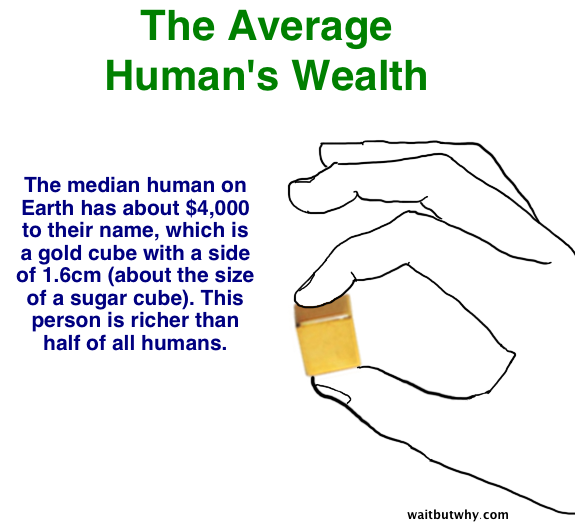 The Average
Human's Wealth
The median human on
Earth has about $4,000
to their name, which is
a gold cube with a side
of 1.6cm (about the size
of a sugar cube). This
person is richer than
half of all humans.
waitbutwhy.com